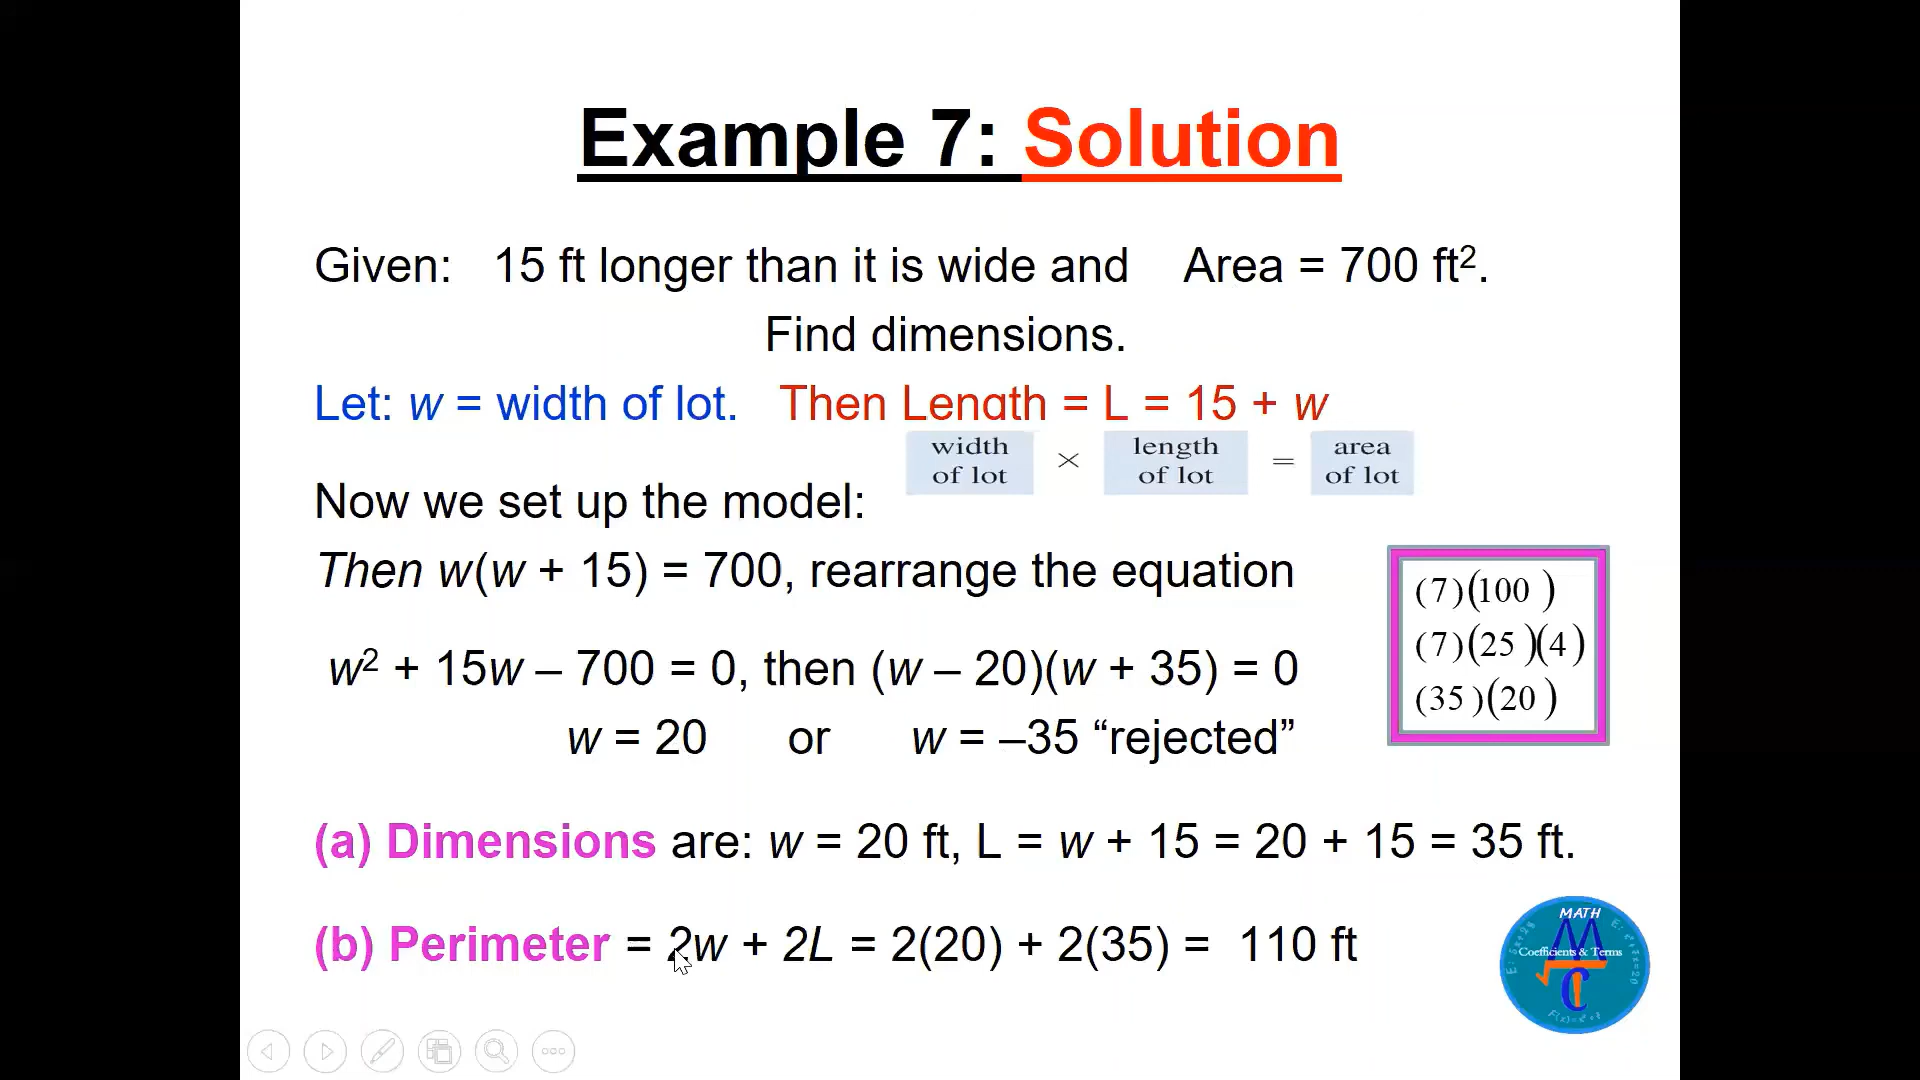 Example 7: Solution
Given: 15 ft longer than it is wide and Area = 700 ft².
Find dimensions.
Let: w = width of lot. Then Length = L = 15 + w
width of lot × length of lot = area of lot
Now we set up the model:
Then w(w + 15) = 700, rearrange the equation
(7)(100 )
(7)(25 )(4)
(35 )(20 )
w² + 15w – 700 = 0, then (w – 20)(w + 35) = 0
w = 20 or w = –35 “rejected”
(a) Dimensions are: w = 20 ft, L = w + 15 = 20 + 15 = 35 ft.
(b) Perimeter = 2w + 2L = 2(20) + 2(35) = 110 ft
MATH
Coefficients & Terms